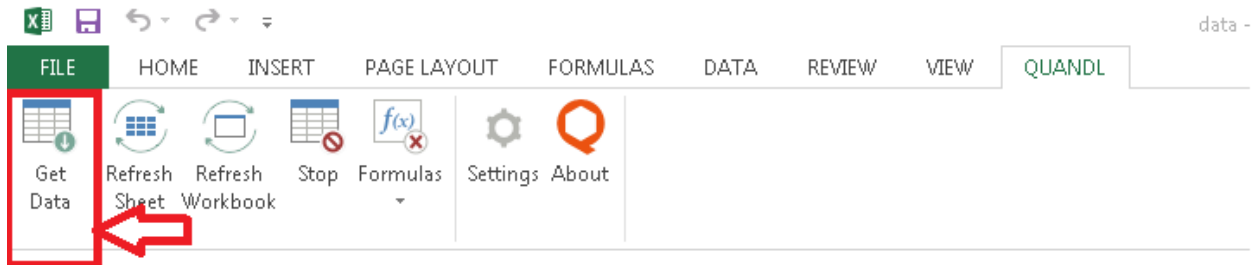 data -
FILE HOME INSERT PAGE LAYOUT FORMULAS DATA REVIEW VIEW QUANDL
f(x)
Get Refresh Refresh Stop Formulas Settings About
Data Sheet Workbook